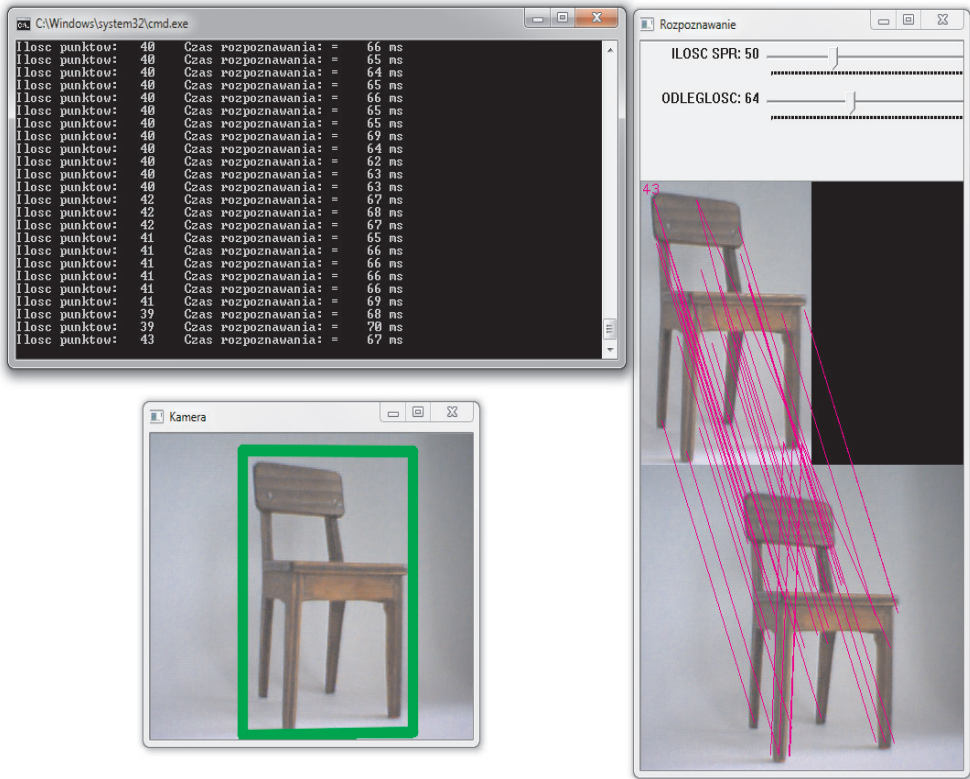 C:\Windows\system32\cmd.exe
Ilosc punktow: 40 Czas rozpoznawania: = 66 ms
Ilosc punktow: 40 Czas rozpoznawania: = 65 ms
Ilosc punktow: 40 Czas rozpoznawania: = 64 ms
Ilosc punktow: 40 Czas rozpoznawania: = 65 ms
Ilosc punktow: 40 Czas rozpoznawania: = 66 ms
Ilosc punktow: 40 Czas rozpoznawania: = 65 ms
Ilosc punktow: 40 Czas rozpoznawania: = 65 ms
Ilosc punktow: 40 Czas rozpoznawania: = 69 ms
Ilosc punktow: 40 Czas rozpoznawania: = 64 ms
Ilosc punktow: 40 Czas rozpoznawania: = 62 ms
Ilosc punktow: 40 Czas rozpoznawania: = 63 ms
Ilosc punktow: 40 Czas rozpoznawania: = 63 ms
Ilosc punktow: 42 Czas rozpoznawania: = 67 ms
Ilosc punktow: 42 Czas rozpoznawania: = 68 ms
Ilosc punktow: 42 Czas rozpoznawania: = 67 ms
Ilosc punktow: 41 Czas rozpoznawania: = 65 ms
Ilosc punktow: 41 Czas rozpoznawania: = 66 ms
Ilosc punktow: 41 Czas rozpoznawania: = 66 ms
Ilosc punktow: 41 Czas rozpoznawania: = 66 ms
Ilosc punktow: 41 Czas rozpoznawania: = 66 ms
Ilosc punktow: 41 Czas rozpoznawania: = 69 ms
Ilosc punktow: 39 Czas rozpoznawania: = 68 ms
Ilosc punktow: 39 Czas rozpoznawania: = 70 ms
Ilosc punktow: 43 Czas rozpoznawania: = 67 ms
Rozpoznawanie
ILOSC SPR: 50
ODLEGLOSC: 64
43
Kamera